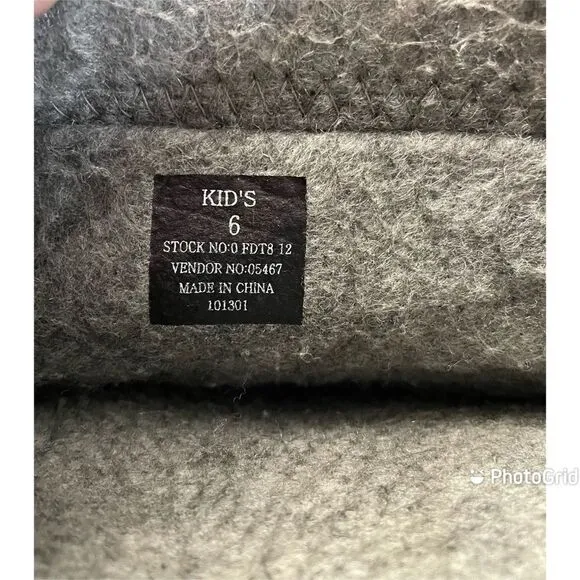 KID'S
6
STOCK NO:0 FDT8 12
VENDOR NO:05467
MADE IN CHINA
101301
PhotoGrid